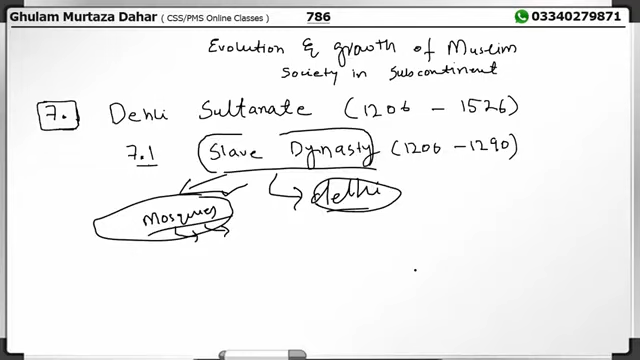 Ghulam Murtaza Dahar ( CSS/PMS Online Classes ) 786 03340279871
Evolution & growth of Muslim
Society in Subcontinent
7. Dehli Sultanate (1206 - 1526)
7.1 Slave Dynasty (1206 - 1290)
Mosques delhi